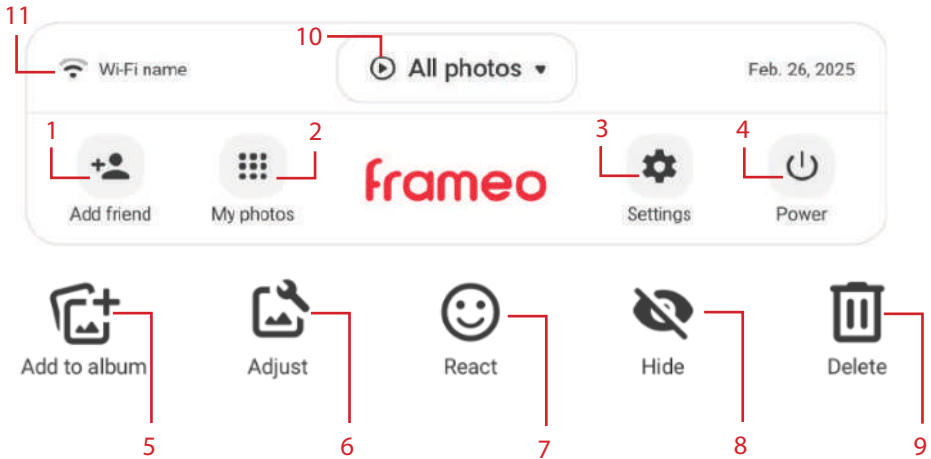 11
10
Wi-Fi name
All photos
Feb. 26, 2025
1
2
3
4
frameo
Add friend
My photos
Settings
Power
Add to album
Adjust
React
Hide
Delete
5
6
7
8
9